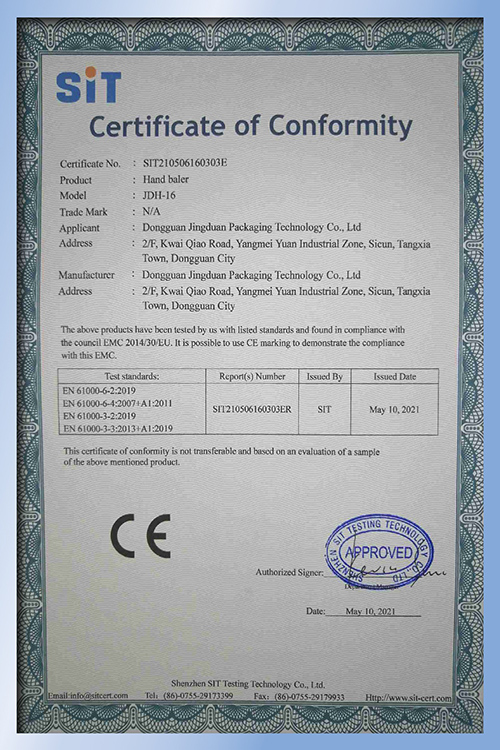 SiT
Certificate of Conformity
Certificate No. : SIT210506160303E
Product : Hand baler
Model : JDH-16
Trade Mark : N/A
Applicant : Dongguan Jingduan Packaging Technology Co., Ltd
Address : 2/F, Kwai Qiao Road, Yangmei Yuan Industrial Zone, Sicun, Tangxia
Town, Dongguan City
Manufacturer : Dongguan Jingduan Packaging Technology Co., Ltd
Address : 2/F, Kwai Qiao Road, Yangmei Yuan Industrial Zone, Sicun, Tangxia
Town, Dongguan City
The above products have been tested by us with listed standards and found in compliance with
the council EMC 2014/30/EU. It is possible to use CE marking to demonstrate the compliance
with this EMC.
Test standards: Report(s) Number Issued By Issued Date
EN 61000-6-2:2019
EN 61000-6-4:2007+A1:2011
SIT210506160303ER SIT May 10, 2021
EN 61000-3-2:2019
EN 61000-3-3:2013+A1:2019
This certificate of conformity is not transferable and based on an evaluation of a sample
of the above mentioned product.
CE
SHENZHEN SIT TESTING TECHNOLOGY CO., LTD
APPROVED
Authorized Signer:
Date: May 10, 2021
Shenzhen SIT Testing Technology Co., Ltd.
Email:info@sitcert.com Tel: (86)-0755-29173399 Fax: (86)-0755-29179933 Http://www.sit-cert.com